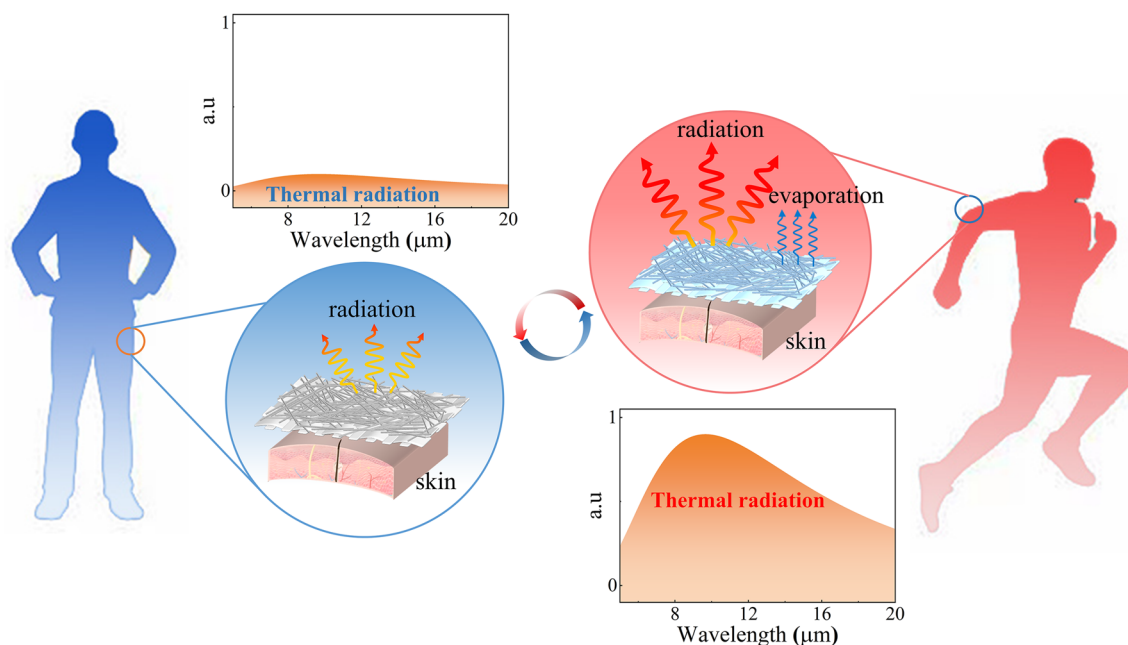 1
a.u
0
Thermal radiation
8 12 16 20
Wavelength (μm)
radiation
skin
radiation
evaporation
skin
1
a.u
0
Thermal radiation
8 12 16 20
Wavelength (μm)